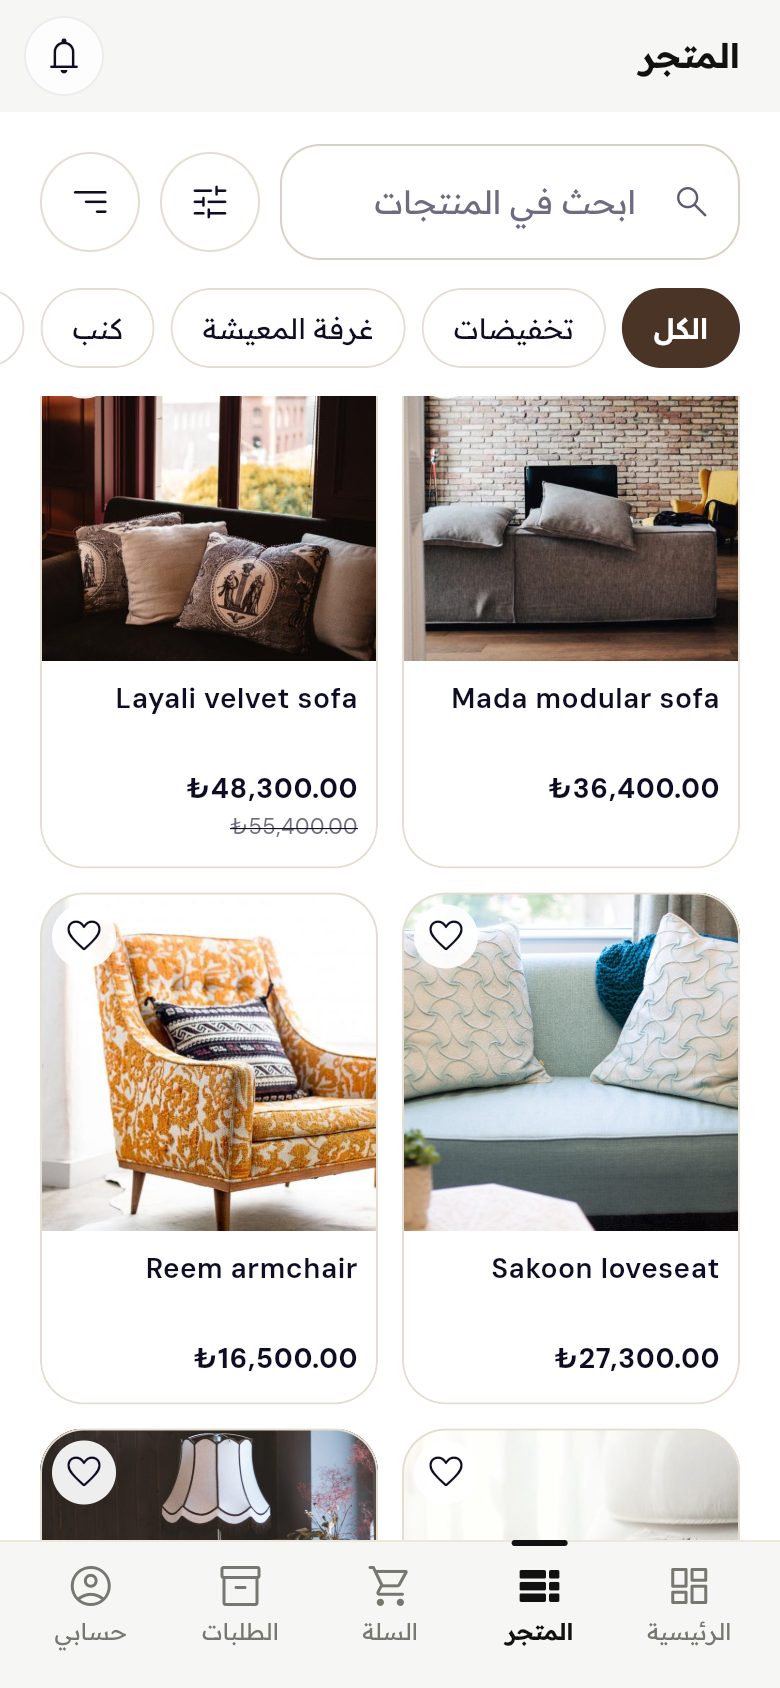 المتجر
ابحث في المنتجات
الكل
تخفيضات
غرفة المعيشة
كنب
Mada modular sofa
₺36,400.00
Layali velvet sofa
₺48,300.00
₺55,400.00
Sakoon loveseat
₺27,300.00
Reem armchair
₺16,500.00
الرئيسية
المتجر
السلة
الطلبات
حسابي